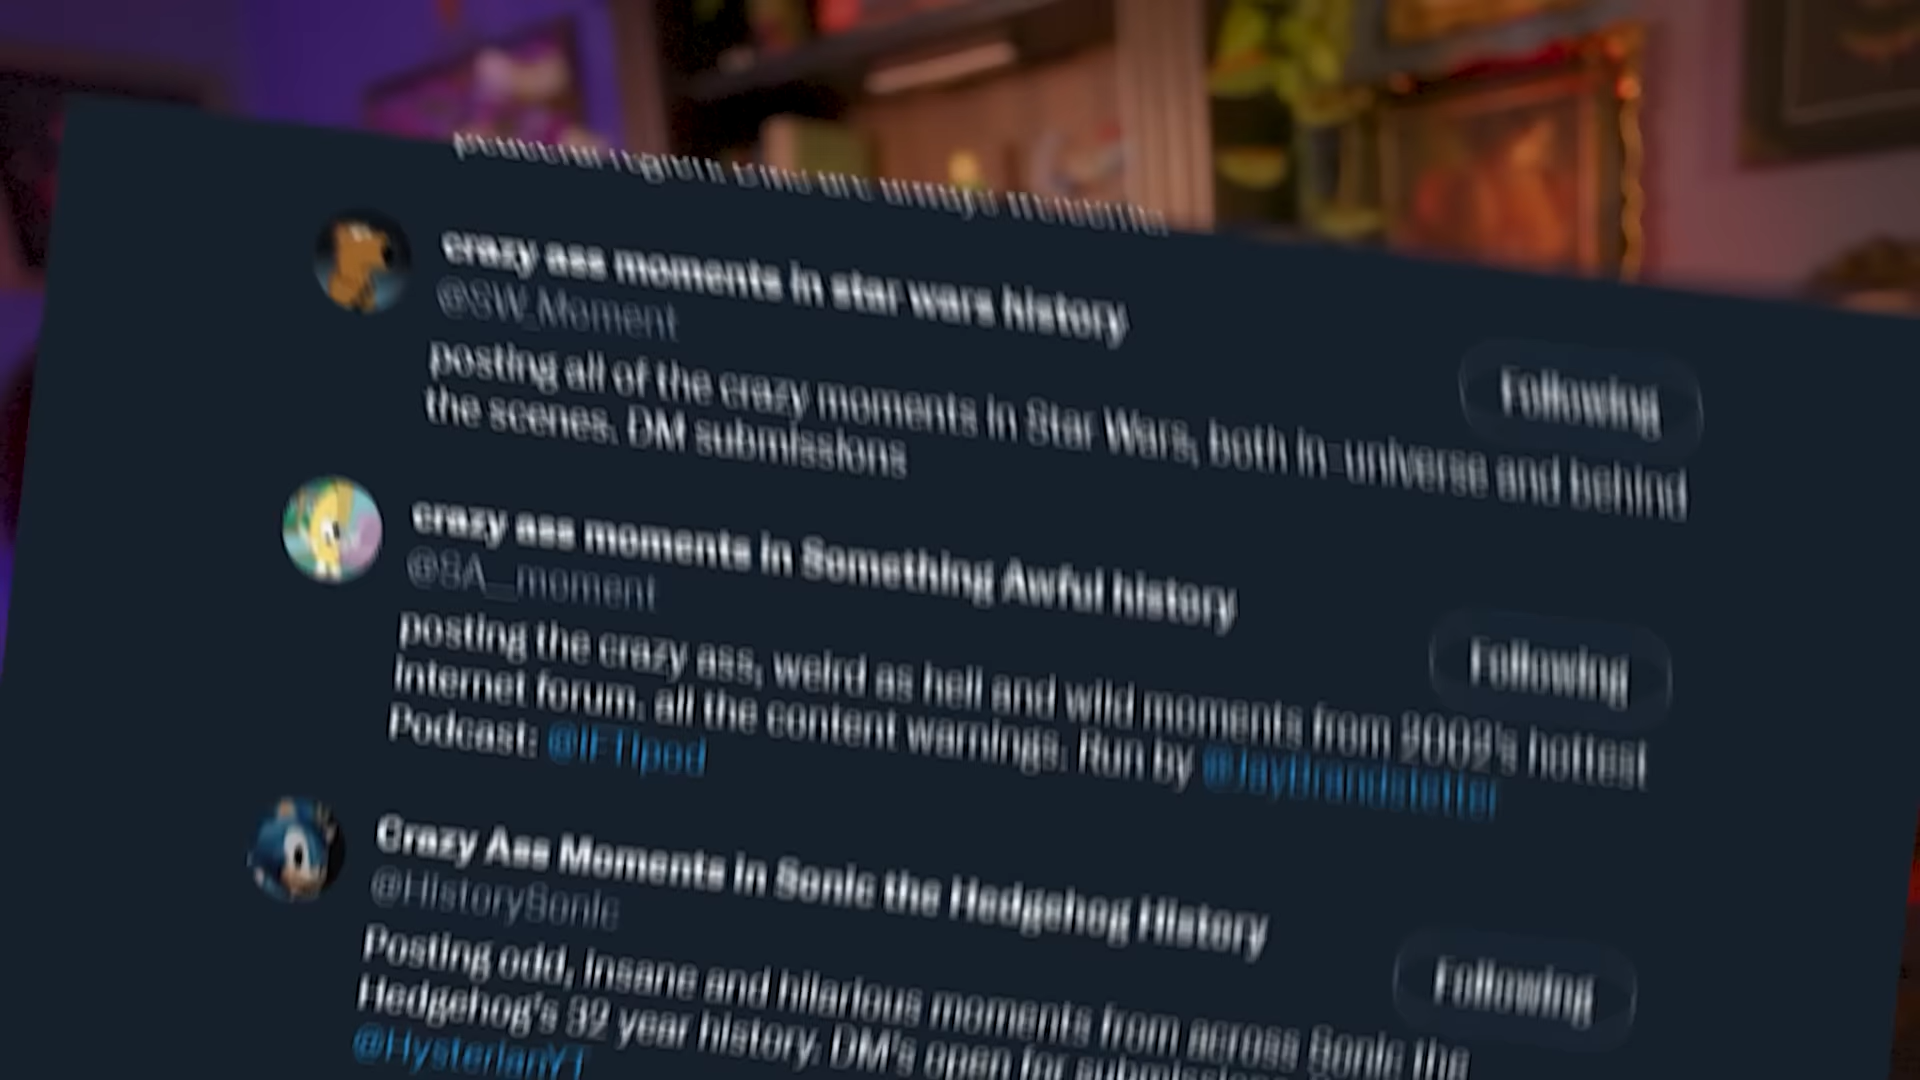 crazy ass moments in star wars history
@SW_Moment
Following
posting all of the crazy moments in Star Wars, both in-universe and behind
the scenes. DM submissions
crazy ass moments in Something Awful history
@SA__moment
Following
posting the crazy ass, weird as hell and wild moments from 2002's hottest
internet forum. all the content warnings. Run by @JayBrandstetter
Podcast: @IFTIpod
Crazy Ass Moments in Sonic the Hedgehog History
@HistorySonic
Following
Posting odd, insane and hilarious moments from across Sonic the
Hedgehog's 32 year history. DM's open for submissions
@HysterianYT